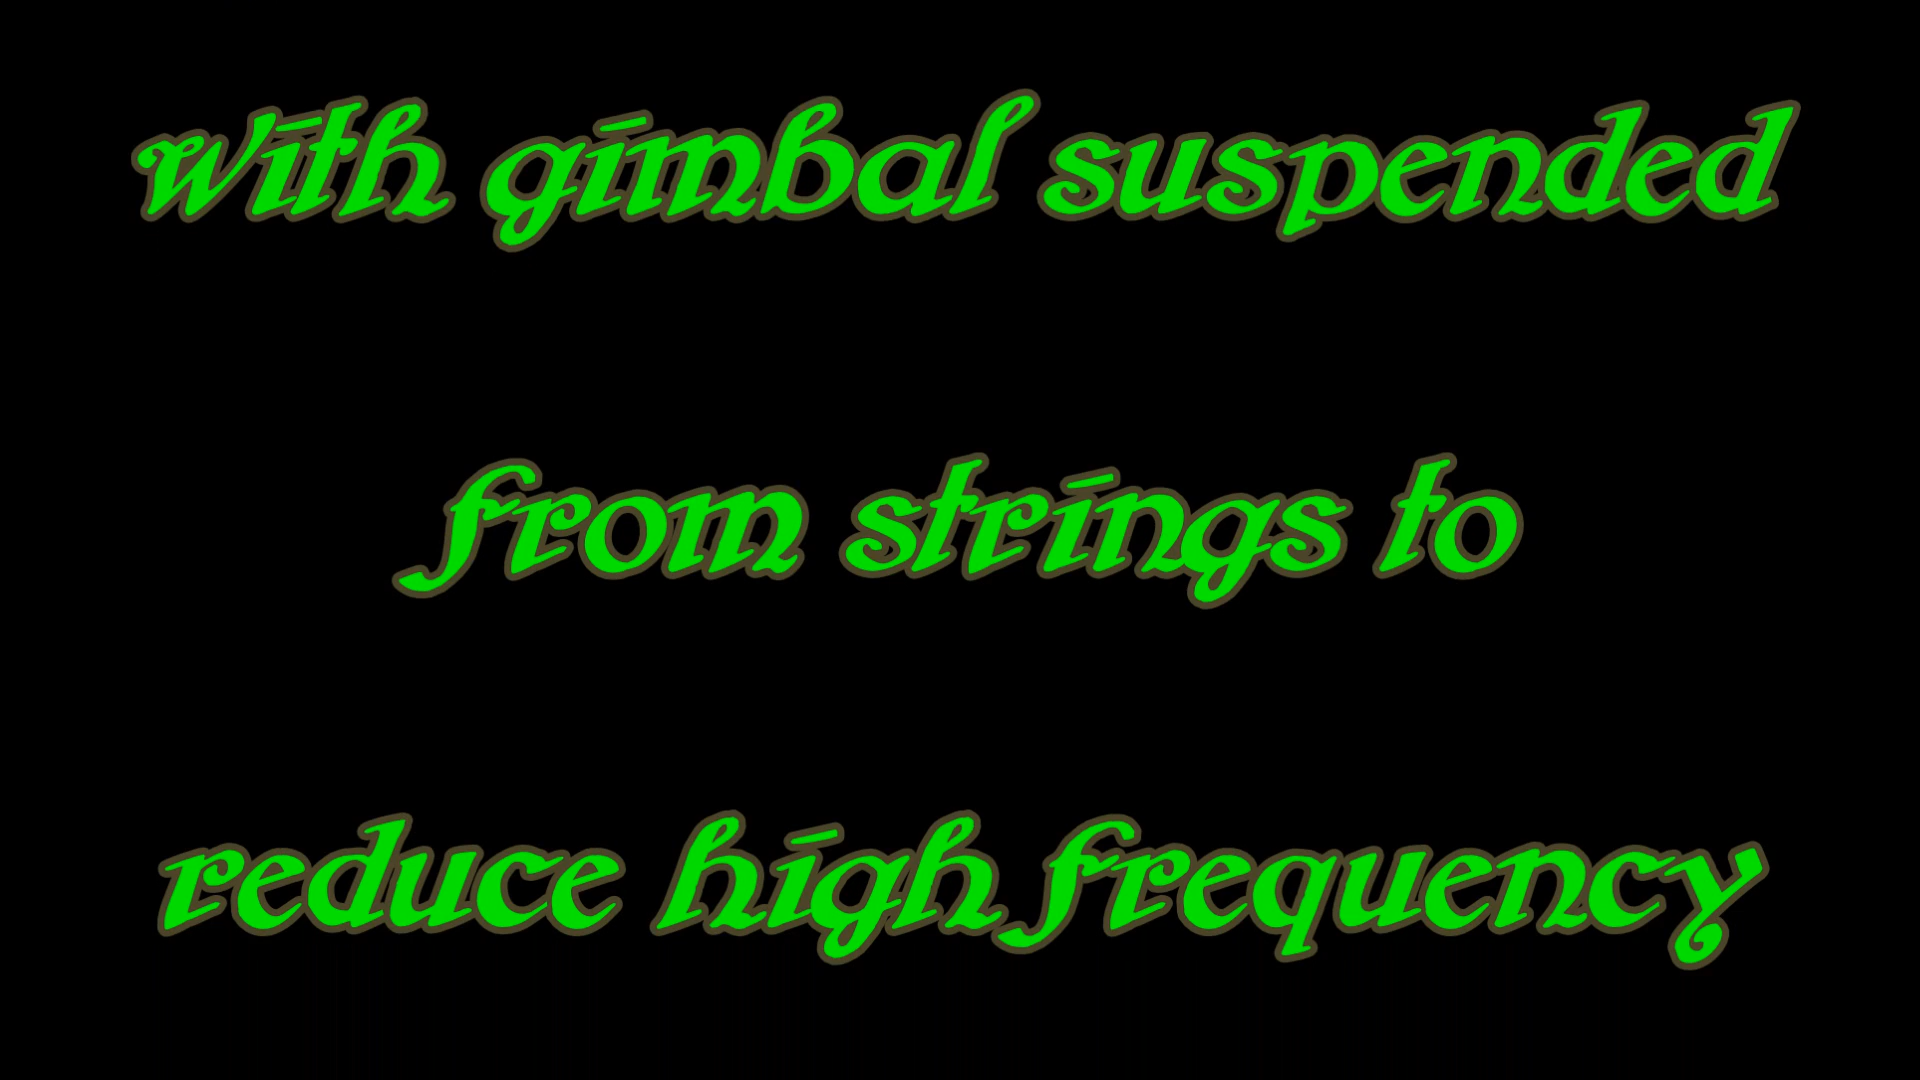 with gimbal suspended
from strings to
reduce high frequency